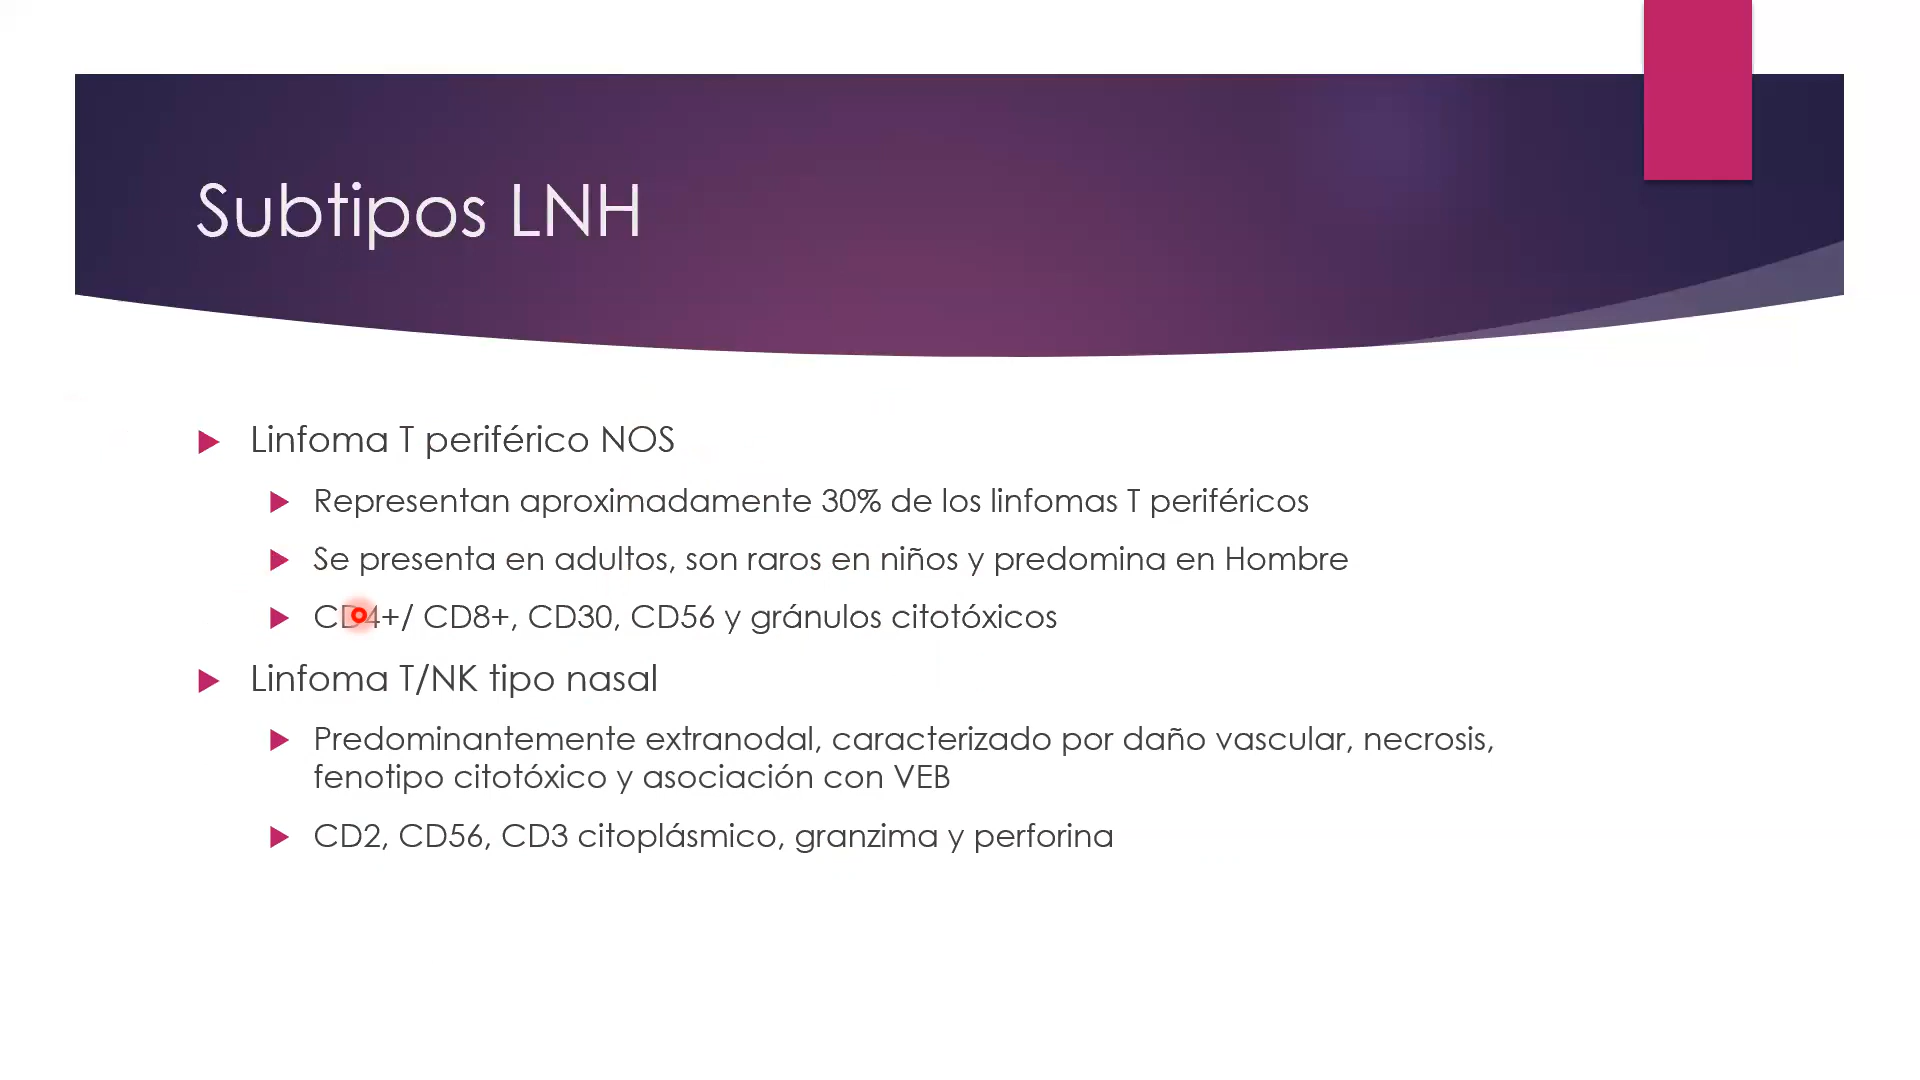 Subtipos LNH
Linfoma T periférico NOS
Representan aproximadamente 30% de los linfomas T periféricos
Se presenta en adultos, son raros en niños y predomina en Hombre
CD4+/ CD8+, CD30, CD56 y gránulos citotóxicos
Linfoma T/NK tipo nasal
Predominantemente extranodal, caracterizado por daño vascular, necrosis,
fenotipo citotóxico y asociación con VEB
CD2, CD56, CD3 citoplásmico, granzima y perforina